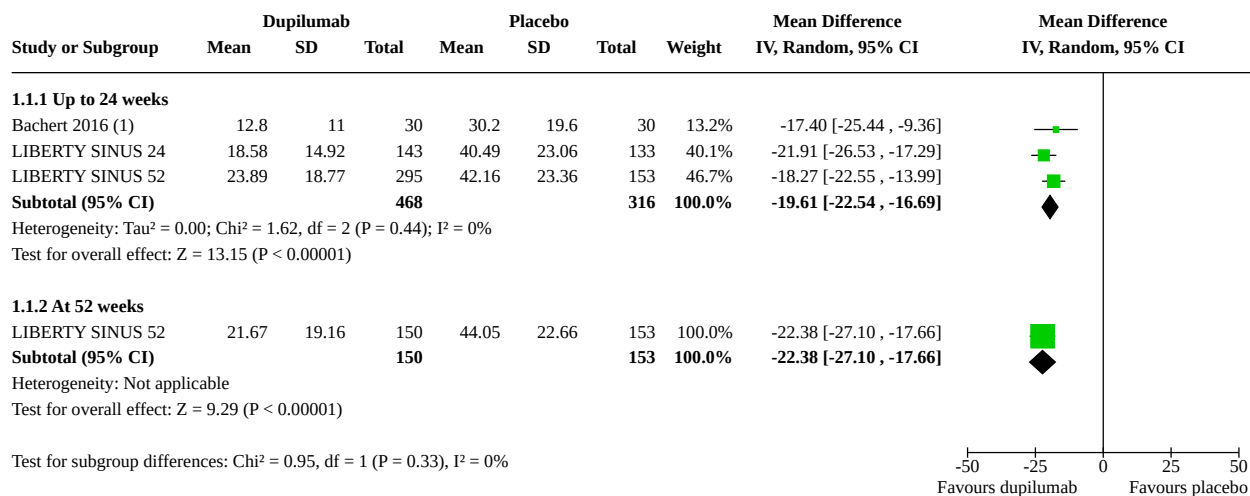 Dupilumab Placebo Mean Difference Mean Difference
Study or Subgroup Mean SD Total Mean SD Total Weight IV, Random, 95% CI IV, Random, 95% CI
1.1.1 Up to 24 weeks
Bachert 2016 (1) 12.8 11 30 30.2 19.6 30 13.2% -17.40 [-25.44 , -9.36]
LIBERTY SINUS 24 18.58 14.92 143 40.49 23.06 133 40.1% -21.91 [-26.53 , -17.29]
LIBERTY SINUS 52 23.89 18.77 295 42.16 23.36 153 46.7% -18.27 [-22.55 , -13.99]
Subtotal (95% CI) 468 316 100.0% -19.61 [-22.54 , -16.69]
Heterogeneity: Tau² = 0.00; Chi² = 1.62, df = 2 (P = 0.44); I² = 0%
Test for overall effect: Z = 13.15 (P < 0.00001)
1.1.2 At 52 weeks
LIBERTY SINUS 52 21.67 19.16 150 44.05 22.66 153 100.0% -22.38 [-27.10 , -17.66]
Subtotal (95% CI) 150 153 100.0% -22.38 [-27.10 , -17.66]
Heterogeneity: Not applicable
Test for overall effect: Z = 9.29 (P < 0.00001)
Test for subgroup differences: Chi² = 0.95, df = 1 (P = 0.33), I² = 0%
-50 -25 0 25 50
Favours dupilumab Favours placebo